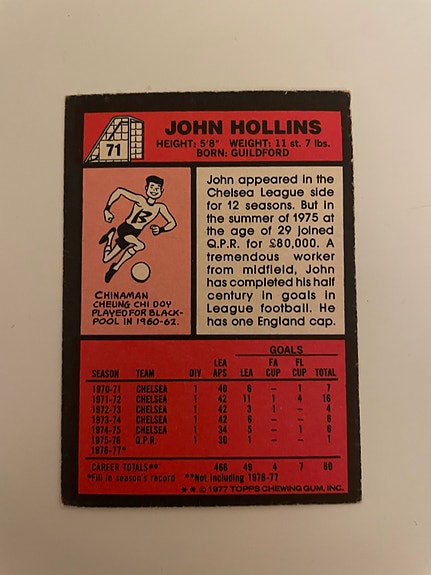 71
JOHN HOLLINS
HEIGHT: 5'8" WEIGHT: 11 st. 7 lbs.
BORN: GUILDFORD
CHINAMAN
CHEUNG CHI DOY
PLAYED FOR BLACK-
POOL IN 1960-62.
John appeared in the
Chelsea League side
for 12 seasons. But in
the summer of 1975 at
the age of 29 joined
Q.P.R. for £80,000. A
tremendous worker
from midfield, John
has completed his half
century in goals in
League football. He
has one England cap.
GOALS
LEA FA FL
SEASON TEAM DIV APS LEA CUP CUP TOTAL
1970-71 CHELSEA 1 40 6 – 1 7
1971-72 CHELSEA 1 42 11 1 4 16
1972-73 CHELSEA 1 42 3 1 – 4
1973-74 CHELSEA 1 42 6 – – 6
1974-75 CHELSEA 1 34 5 – 1 6
1975-76 Q.P.R. 1 30 1 – – 1
1976-77*
CAREER TOTALS** 466 49 4 7 60
*Fill in season's record **Not including 1976-77
** © 1977 TOPPS CHEWING GUM, INC.